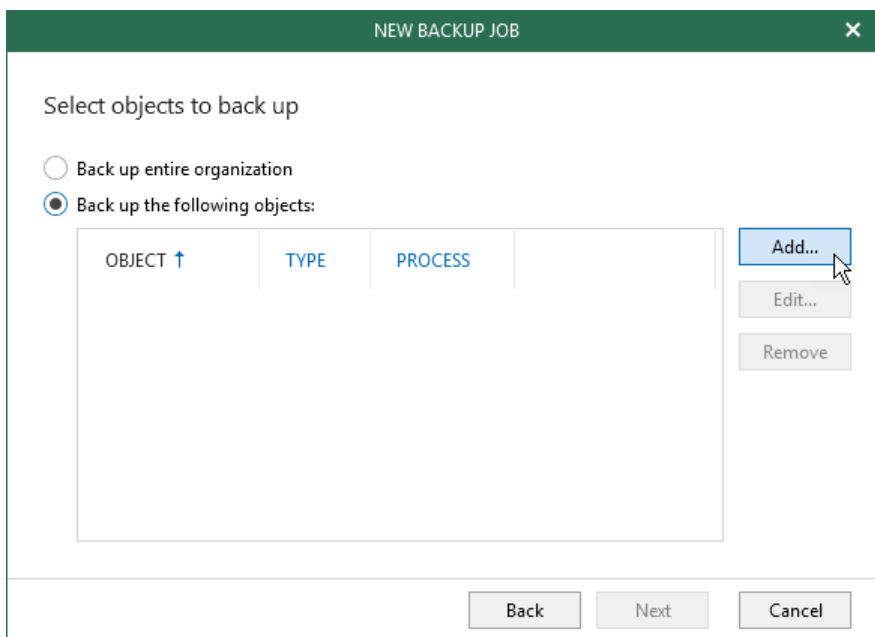 NEW BACKUP JOB
Select objects to back up
Back up entire organization
Back up the following objects:
OBJECT ↑ TYPE PROCESS
Add...
Edit...
Remove
Back Next Cancel